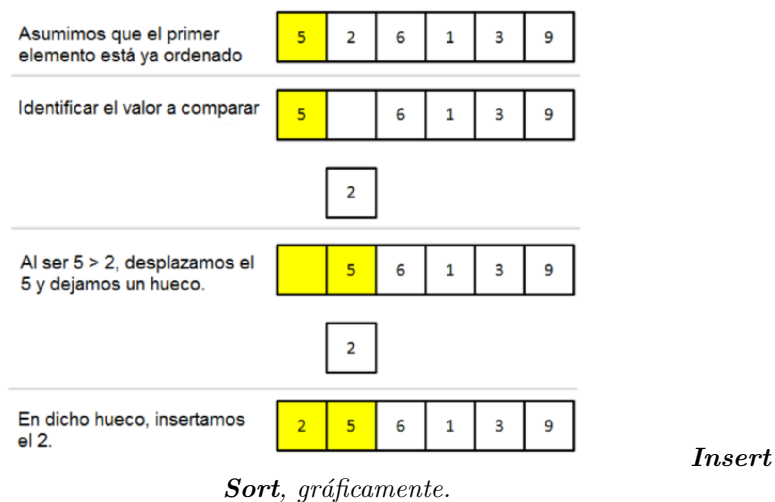 Asumimos que el primer
elemento está ya ordenado
5 2 6 1 3 9
Identificar el valor a comparar
5 6 1 3 9
2
Al ser 5 > 2, desplazamos el
5 y dejamos un hueco.
5 6 1 3 9
2
En dicho hueco, insertamos
el 2.
2 5 6 1 3 9
Insert
Sort, gráficamente.